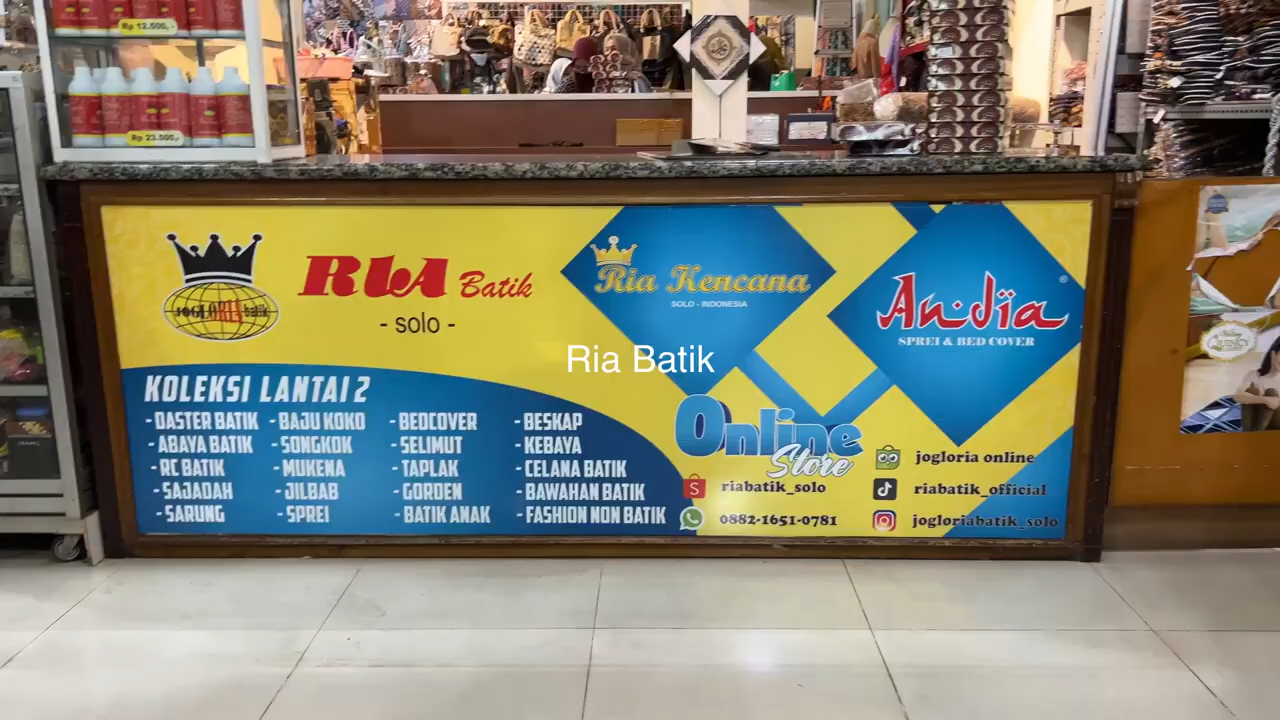 Rp 12.500,-
Rp 23.500,-
JOGLORIA batik
RIA Batik
- solo -
Ria Kencana
SOLO - INDONESIA
Andïa
®
SPREI & BED COVER
Ria Batik
KOLEKSI LANTAI 2
- DASTER BATIK - BAJU KOKO - BEDCOVER - BESKAP
- ABAYA BATIK - SONGKOK - SELIMUT - KEBAYA
- RC BATIK - MUKENA - TAPLAK - CELANA BATIK
- SAJADAH - JILBAB - GORDEN - BAWAHAN BATIK
- SARUNG - SPREI - BATIK ANAK - FASHION NON BATIK
Online
Store
jogloria online
riabatik_solo
riabatik_official
0882-1651-0781
jogloriabatik_solo